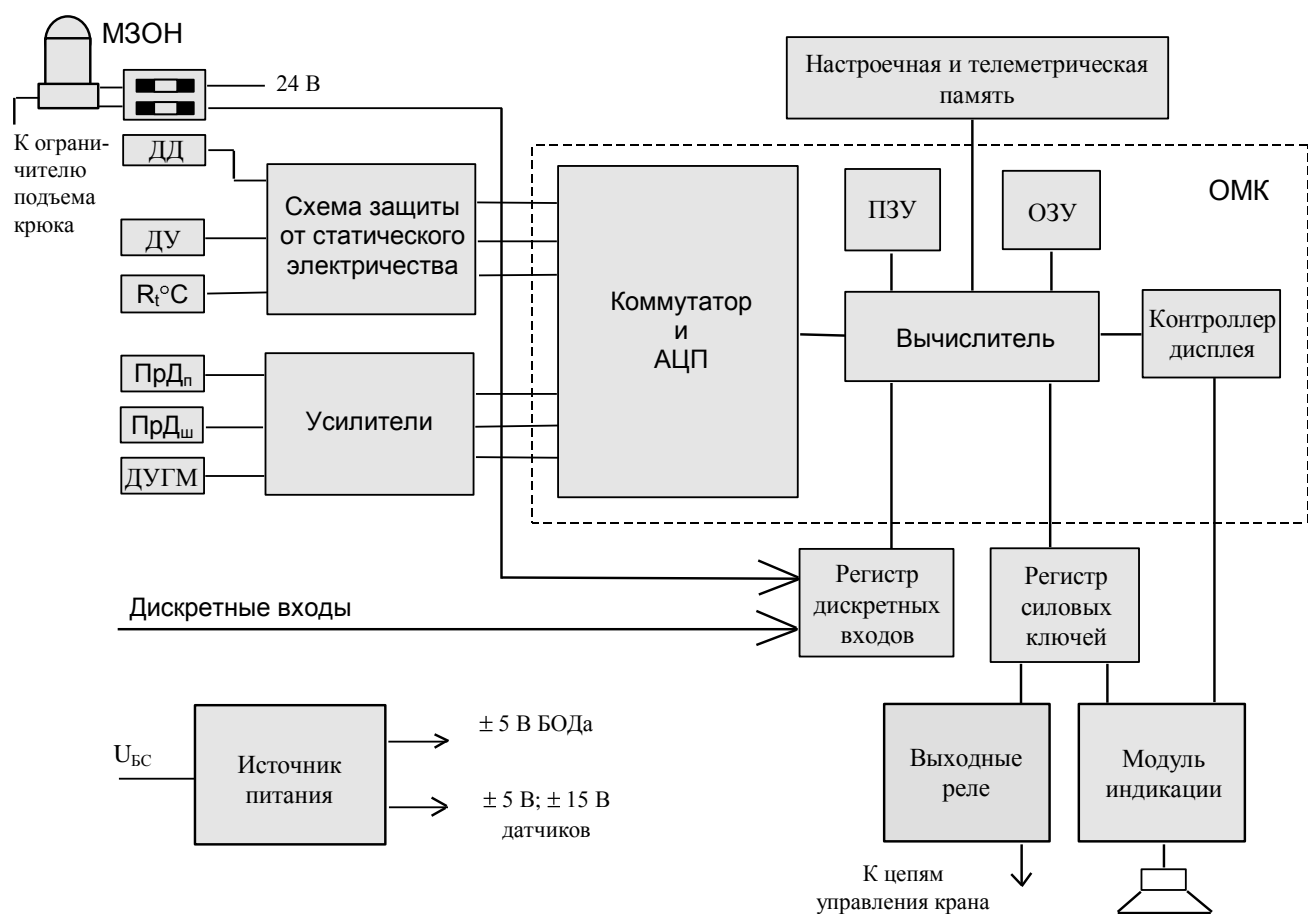 МЗОН
24 В
К ограни-
чителю
подъема
крюка
ДД
ДУ
Rt°C
ПрДп
ПрДш
ДУГМ
Схема защиты
от статического
электричества
Усилители
Настроечная и телеметрическая
память
ОМК
Коммутатор
и
АЦП
ПЗУ
ОЗУ
Вычислитель
Контроллер
дисплея
Дискретные входы
Регистр
дискретных
входов
Регистр
силовых
ключей
UБС
Источник
питания
± 5 В БОДа
± 5 В; ± 15 В
датчиков
Выходные
реле
Модуль
индикации
К цепям
управления крана